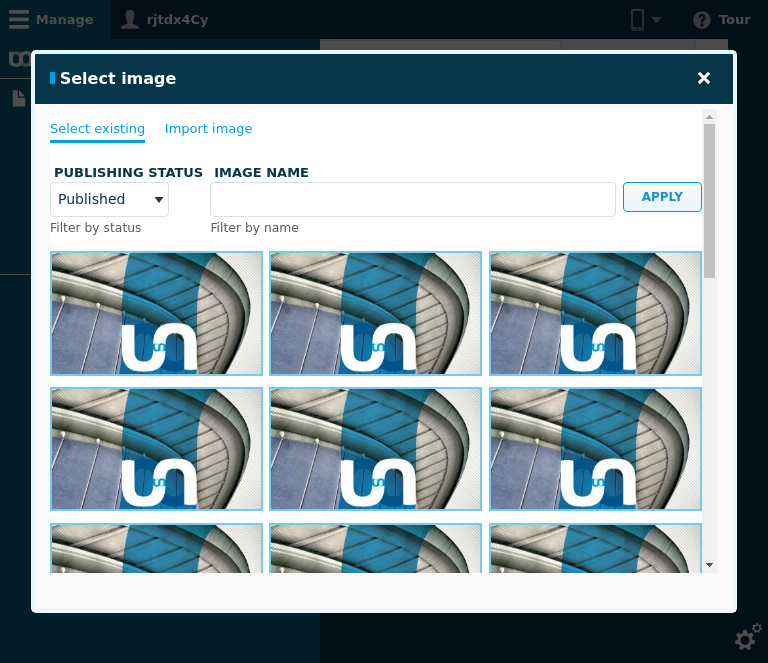 Manage
rjtdx4Cy
Tour
Select image
Select existing
Import image
PUBLISHING STATUS
IMAGE NAME
Published
APPLY
Filter by status
Filter by name